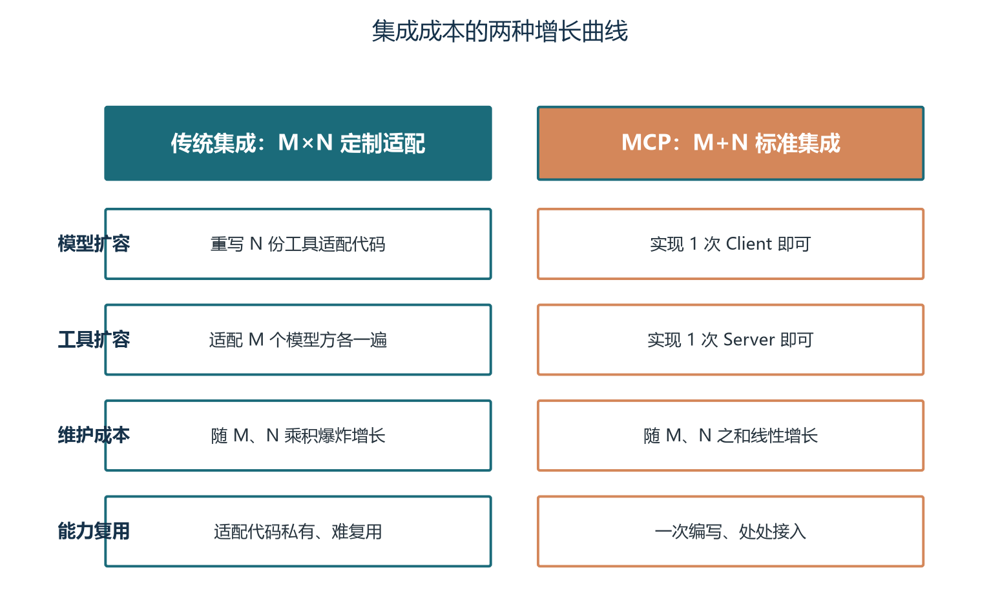 集成成本的两种增长曲线
传统集成：M×N 定制适配
MCP：M+N 标准集成
模型扩容
重写 N 份工具适配代码
实现 1 次 Client 即可
工具扩容
适配 M 个模型方各一遍
实现 1 次 Server 即可
维护成本
随 M、N 乘积爆炸增长
随 M、N 之和线性增长
能力复用
适配代码私有、难复用
一次编写、处处接入